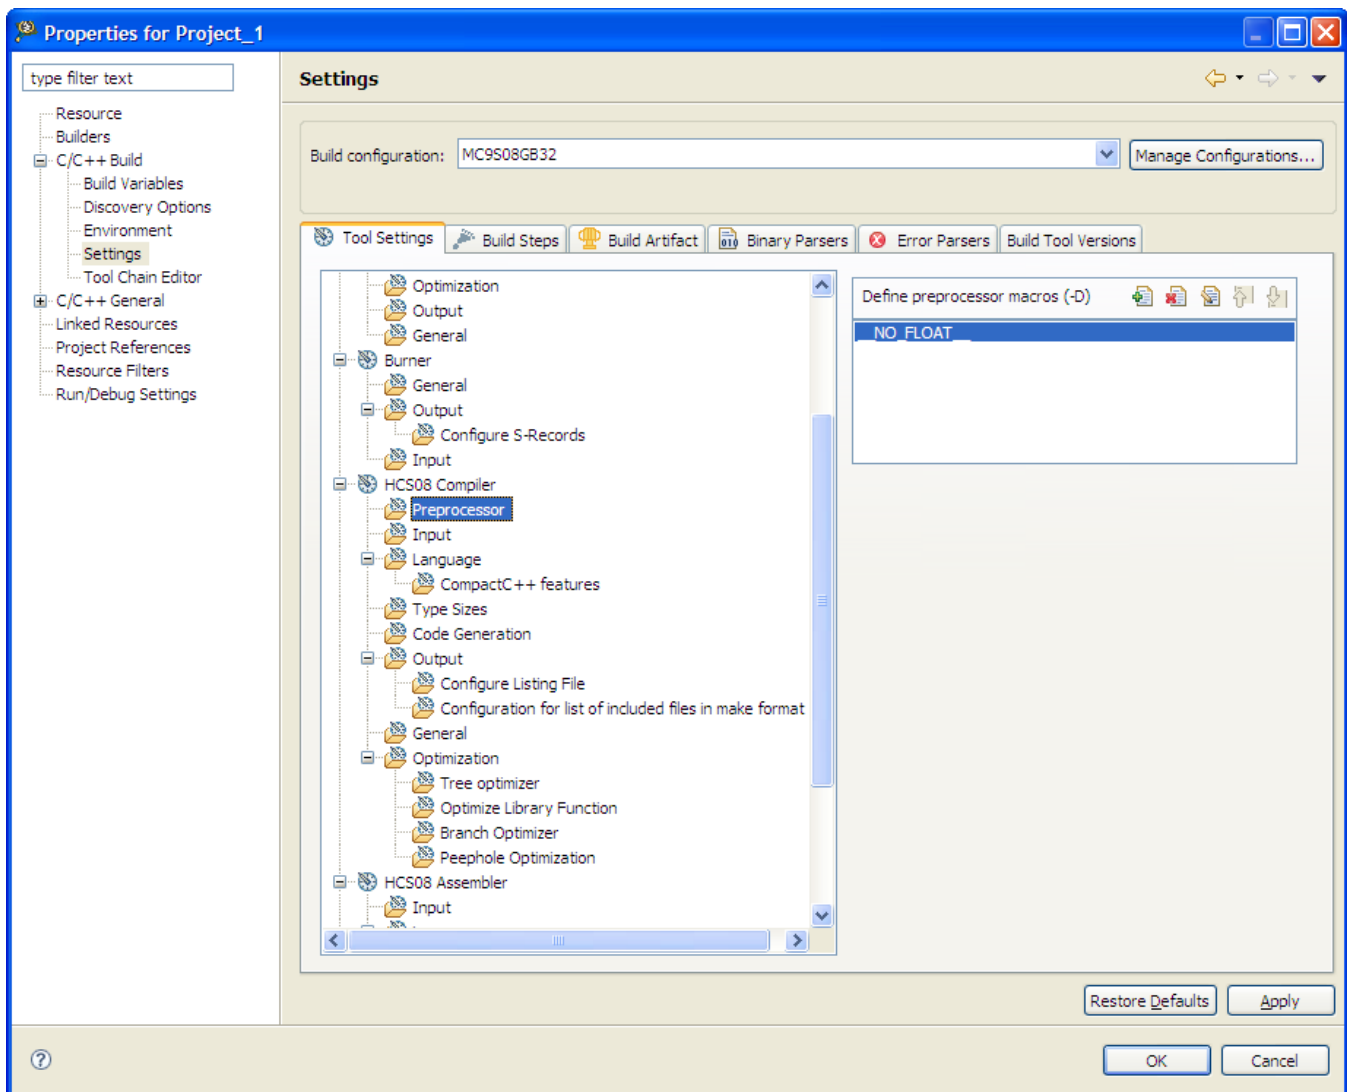 Properties for Project_1
type filter text
Resource
Builders
C/C++ Build
Build Variables
Discovery Options
Environment
Settings
Tool Chain Editor
C/C++ General
Linked Resources
Project References
Resource Filters
Run/Debug Settings
Settings
Build configuration: MC9S08GB32 Manage Configurations...
Tool Settings Build Steps Build Artifact Binary Parsers Error Parsers Build Tool Versions
Optimization
Output
General
Burner
General
Output
Configure S-Records
Input
HCS08 Compiler
Preprocessor
Input
Language
CompactC++ features
Type Sizes
Code Generation
Output
Configure Listing File
Configuration for list of included files in make format
General
Optimization
Tree optimizer
Optimize Library Function
Branch Optimizer
Peephole Optimization
HCS08 Assembler
Input
Define preprocessor macros (-D)
__NO_FLOAT__
Restore Defaults Apply
OK Cancel